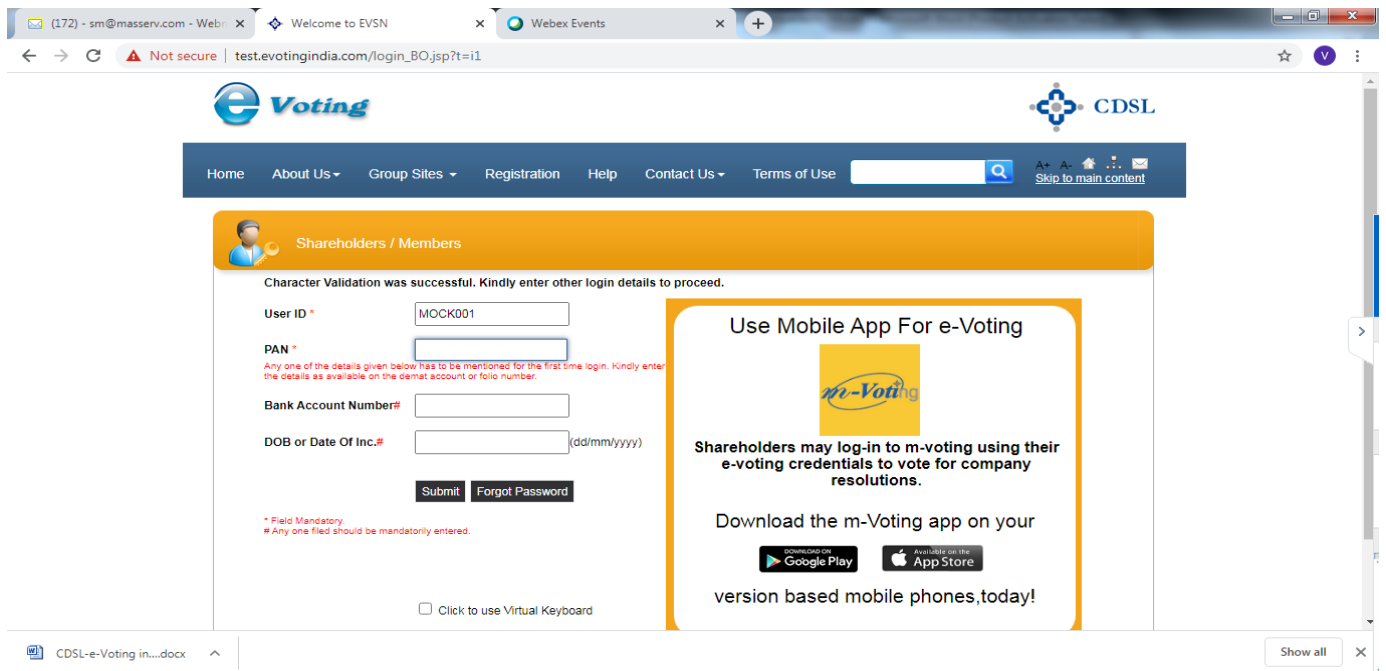 (172) - sm@masserv.com - Webm
Welcome to EVSN
Webex Events
Not secure | test.evotingindia.com/login_BO.jsp?t=i1
V
e Voting
CDSL
Home About Us Group Sites Registration Help Contact Us Terms of Use
A+ A-
Skip to main content
Shareholders / Members
Character Validation was successful. Kindly enter other login details to proceed.
User ID *
MOCK001
PAN *
Any one of the details given below has to be mentioned for the first time login. Kindly enter
the details as available on the demat account or folio number.
Bank Account Number#
DOB or Date Of Inc.#
(dd/mm/yyyy)
Submit Forgot Password
* Field Mandatory.
# Any one filed should be mandatorily entered.
Click to use Virtual Keyboard
Use Mobile App For e-Voting
m-Voting
Shareholders may log-in to m-voting using their
e-voting credentials to vote for company
resolutions.
Download the m-Voting app on your
DOWNLOAD ON
Google Play
Available on the
App Store
version based mobile phones,today!
CDSL-e-Voting in....docx
Show all